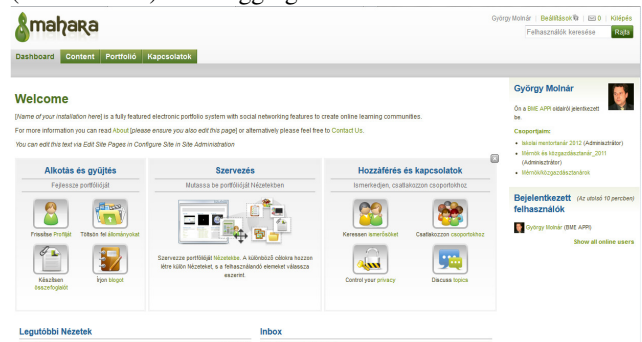 mahara
György Molnár | Beállítások | 0 | Kilépés
Felhasználók keresése Rajta
Dashboard Content Portfólió Kapcsolatok
Welcome
[Name of your installation here] is a fully featured electronic portfolio system with social networking features to create online learning communities.
For more information you can read About [please ensure you also edit this page] or alternatively please feel free to Contact Us.
You can edit this text via Edit Site Pages in Configure Site in Site Administration
Alkotás és gyűjtés
Fejlessze portfólióját
Frissítse Profilját
Töltsön fel állományokat
Készítsen összefoglalót
Írjon blogot
Szervezés
Mutassa be portfólióját Nézetekben
Szervezze portfólióját Nézetekbe. A különböző célokra hozzon
létre külön Nézeteket, s a felhasználandó elemeket válassza
eszerint.
Hozzáférés és kapcsolatok
Ismerkedjen, csatlakozzon csoportokhoz
Keressen ismerősöket
Csatlakozzon csoportokhoz
Control your privacy
Discuss topics
György Molnár
Ön a BME APPI oldalról jelentkezett
be.
Csoportjaim:
Iskolai mentortanár 2012 (Adminisztrátor)
Mérnök és közgazdásztanár_2011
(Adminisztrátor)
Mérnök/közgazdásztanárok
Bejelentkezett (Az utolsó 10 percben)
felhasználók
György Molnár (BME APPI)
Show all online users
Legutóbbi Nézetek
Inbox